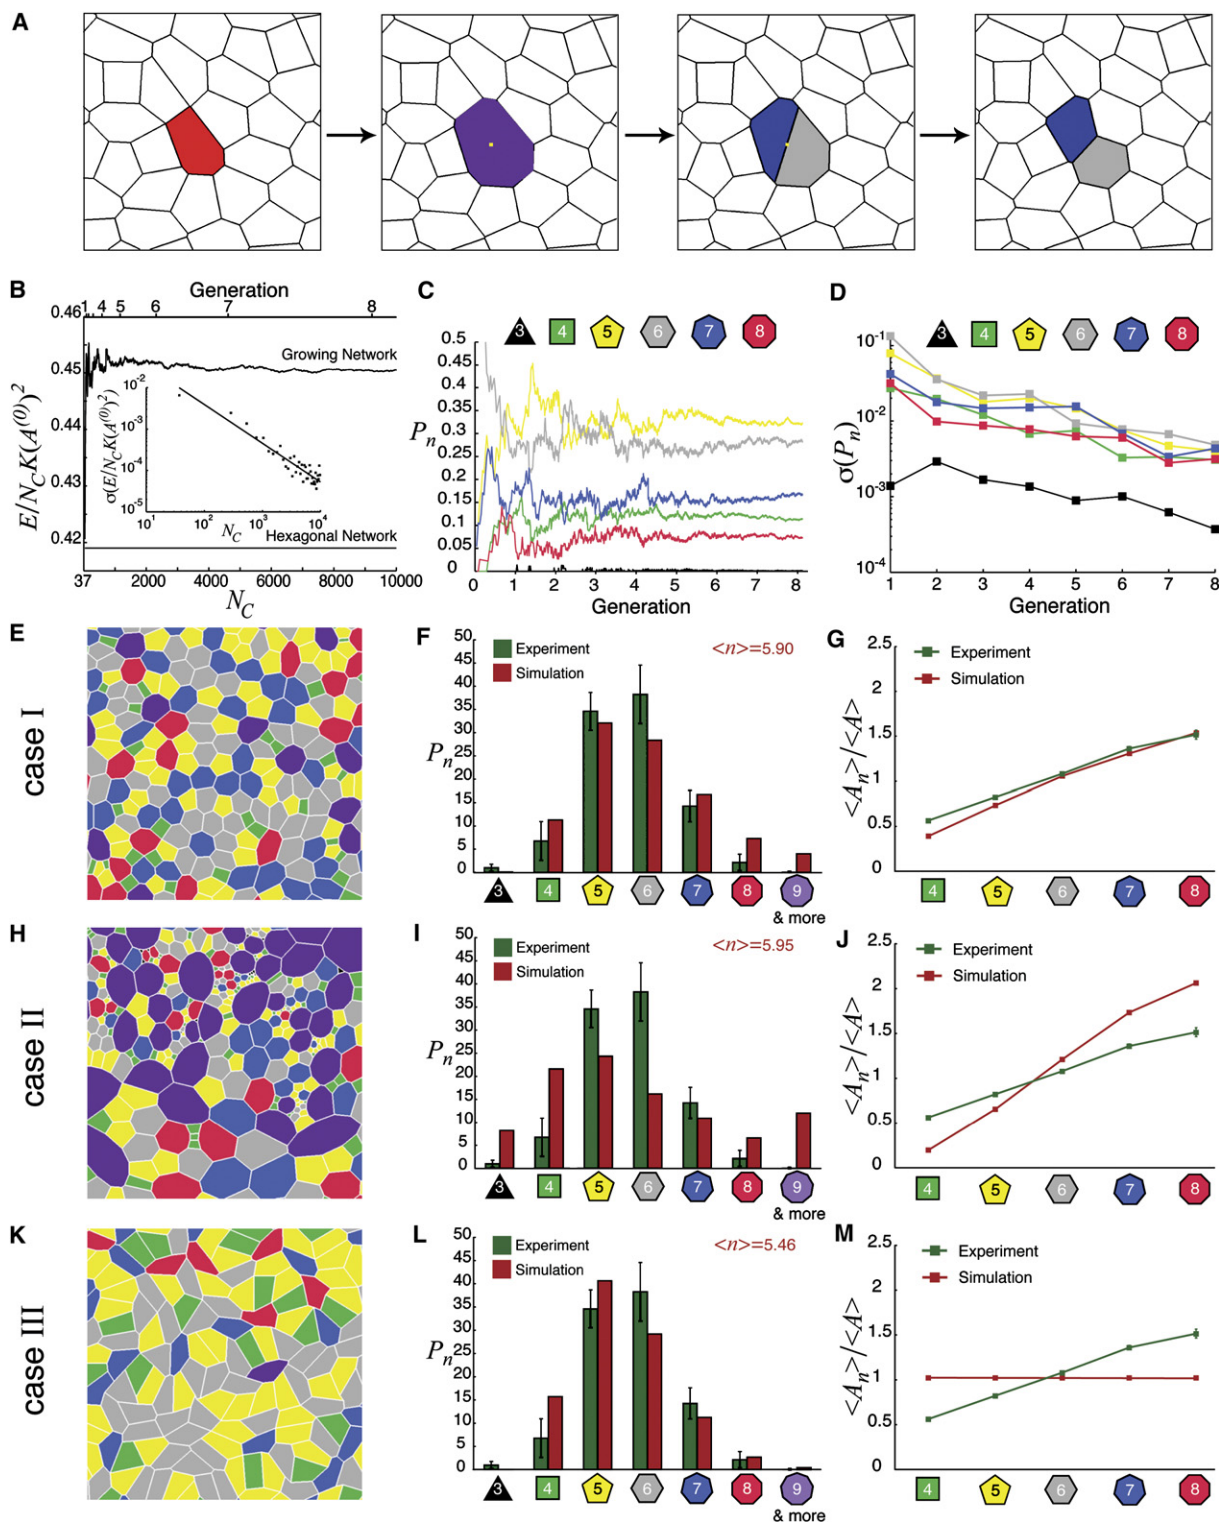 A
B
Generation
1 4 5 6 7 8
0.46
0.45
0.44
0.43
0.42
E/N_C K(A^(0))^2
Growing Network
10^-2
10^-3
10^-4
10^-5
σ(E/N_C K(A^(0))^2)
10^1 10^2 10^3 10^4
N_C
Hexagonal Network
37 2000 4000 6000 8000 10000
N_C
C
3 4 5 6 7 8
0.5
0.45
0.4
0.35
P_n
0.3
0.25
0.2
0.15
0.1
0.05
0
0 1 2 3 4 5 6 7 8
Generation
D
3 4 5 6 7 8
10^-1
10^-2
10^-3
10^-4
σ(P_n)
1 2 3 4 5 6 7 8
Generation
E
case I
F
50
45
40
35
30
25
20
15
10
5
0
P_n
Experiment
Simulation
<n>=5.90
3 4 5 6 7 8 9
& more
G
2.5
2
1.5
1
0.5
0
<A_n>/<A>
Experiment
Simulation
4 5 6 7 8
H
case II
I
50
45
40
35
30
25
20
15
10
5
0
P_n
Experiment
Simulation
<n>=5.95
3 4 5 6 7 8 9
& more
J
2.5
2
1.5
1
0.5
0
<A_n>/<A>
Experiment
Simulation
4 5 6 7 8
K
case III
L
50
45
40
35
30
25
20
15
10
5
0
P_n
Experiment
Simulation
<n>=5.46
3 4 5 6 7 8 9
& more
M
2.5
2
1.5
1
0.5
0
<A_n>/<A>
Experiment
Simulation
4 5 6 7 8